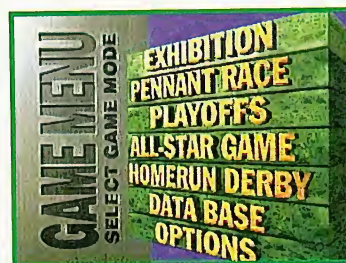 GAME MENU
SELECT GAME MODE
EXHIBITION
PENNANT RACE
PLAYOFFS
ALL-STAR GAME
HOMERUN DERBY
DATA BASE
OPTIONS